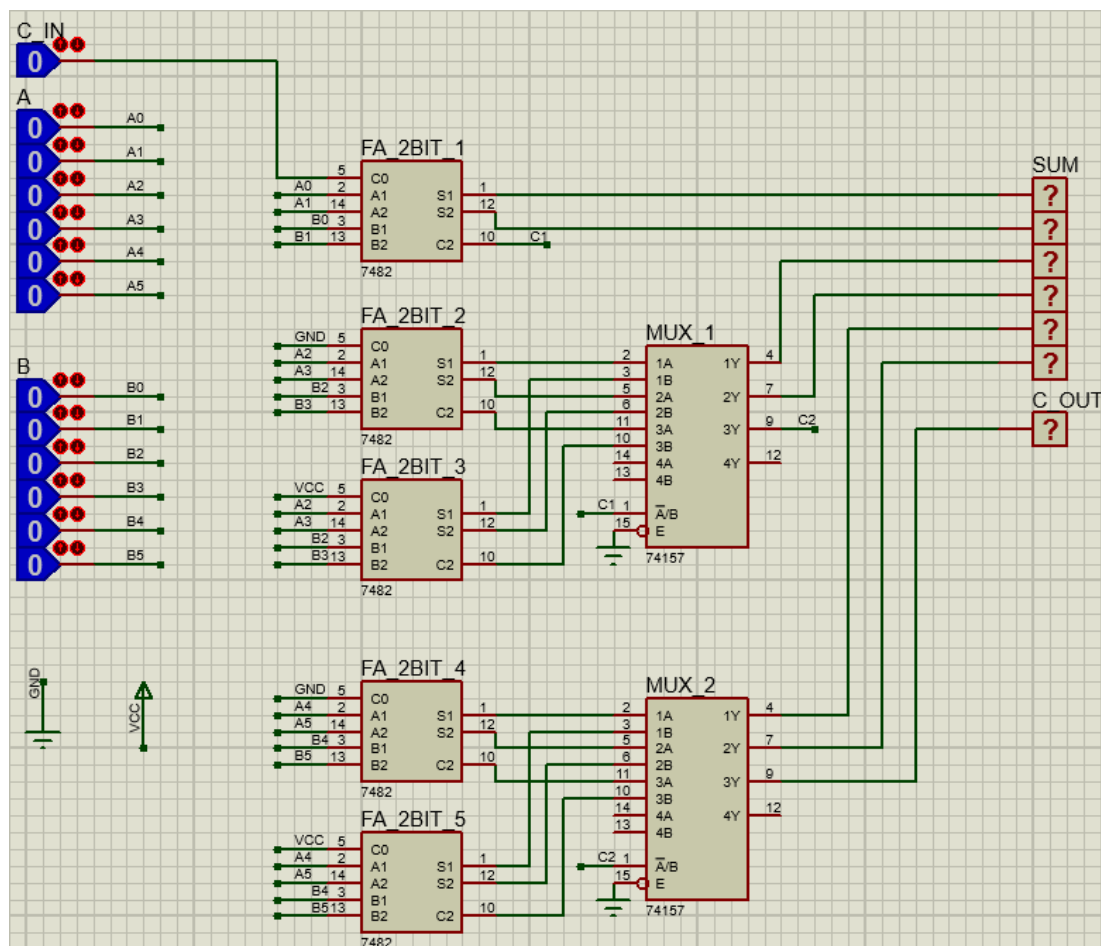 C_IN
0
A
0 A0
0 A1
0 A2
0 A3
0 A4
0 A5
B
0 B0
0 B1
0 B2
0 B3
0 B4
0 B5
GND
VCC
FA_2BIT_1
5 C0
A0 2 A1 S1 1
A1 14 A2 S2 12
B0 3 B1
B1 13 B2 C2 10 C1
7482
FA_2BIT_2
GND 5 C0
A2 2 A1 S1 1
A3 14 A2 S2 12
B2 3 B1
B3 13 B2 C2 10
7482
FA_2BIT_3
VCC 5 C0
A2 2 A1 S1 1
A3 14 A2 S2 12
B2 3 B1
B3 13 B2 C2 10
7482
MUX_1
2 1A 1Y 4
3 1B
5 2A 2Y 7
6 2B
11 3A 3Y 9 C2
10 3B
14 4A 4Y 12
13 4B
C1 1 A/B
15 E
74157
FA_2BIT_4
GND 5 C0
A4 2 A1 S1 1
A5 14 A2 S2 12
B4 3 B1
B5 13 B2 C2 10
7482
FA_2BIT_5
VCC 5 C0
A4 2 A1 S1 1
A5 14 A2 S2 12
B4 3 B1
B5 13 B2 C2 10
7482
MUX_2
2 1A 1Y 4
3 1B
5 2A 2Y 7
6 2B
11 3A 3Y 9
10 3B
14 4A 4Y 12
13 4B
C2 1 A/B
15 E
74157
SUM
?
?
?
?
?
?
C_OUT
?